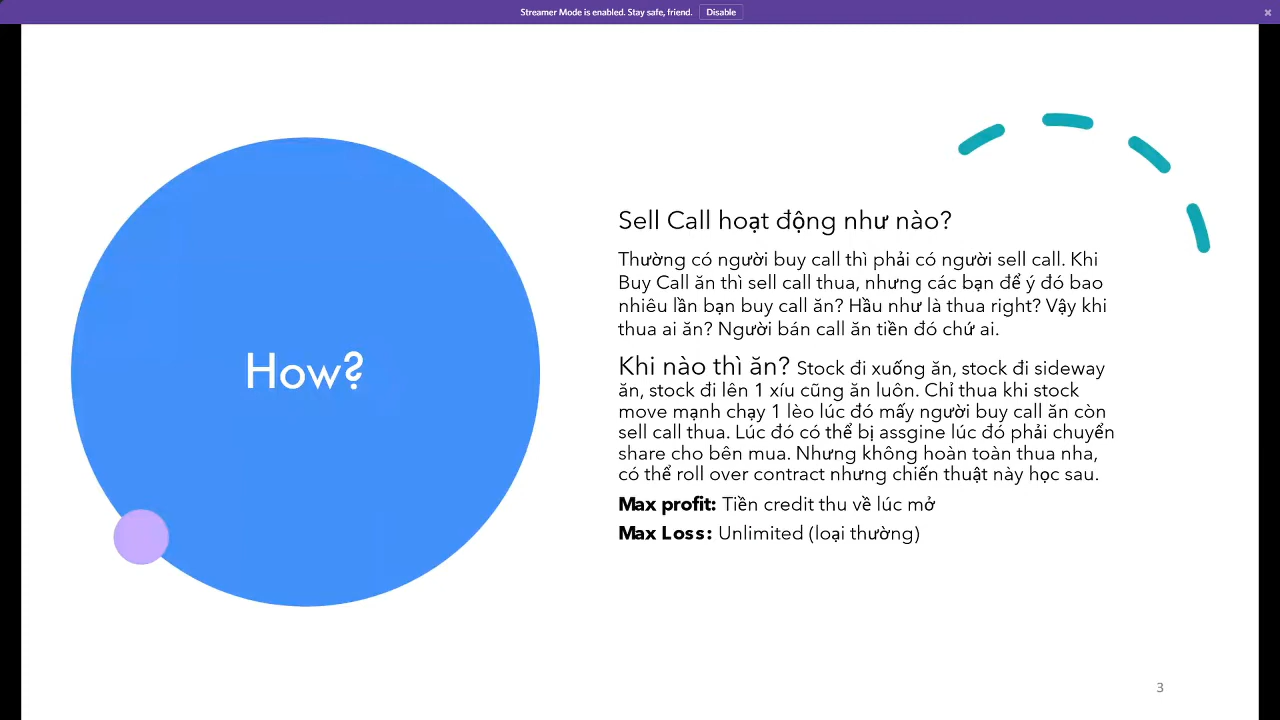 Streamer Mode is enabled. Stay safe, friend. Disable
How?
Sell Call hoạt động như nào?
Thường có người buy call thì phải có người sell call. Khi
Buy Call ăn thì sell call thua, nhưng các bạn để ý đó bao
nhiêu lần bạn buy call ăn? Hầu như là thua right? Vậy khi
thua ai ăn? Người bán call ăn tiền đó chứ ai.
Khi nào thì ăn? Stock đi xuống ăn, stock đi sideway
ăn, stock đi lên 1 xíu cũng ăn luôn. Chỉ thua khi stock
move mạnh chạy 1 lèo lúc đó mấy người buy call ăn còn
sell call thua. Lúc đó có thể bị assgine lúc đó phải chuyển
share cho bên mua. Nhưng không hoàn toàn thua nha,
có thể roll over contract nhưng chiến thuật này học sau.
Max profit: Tiền credit thu về lúc mở
Max Loss: Unlimited (loại thường)
3